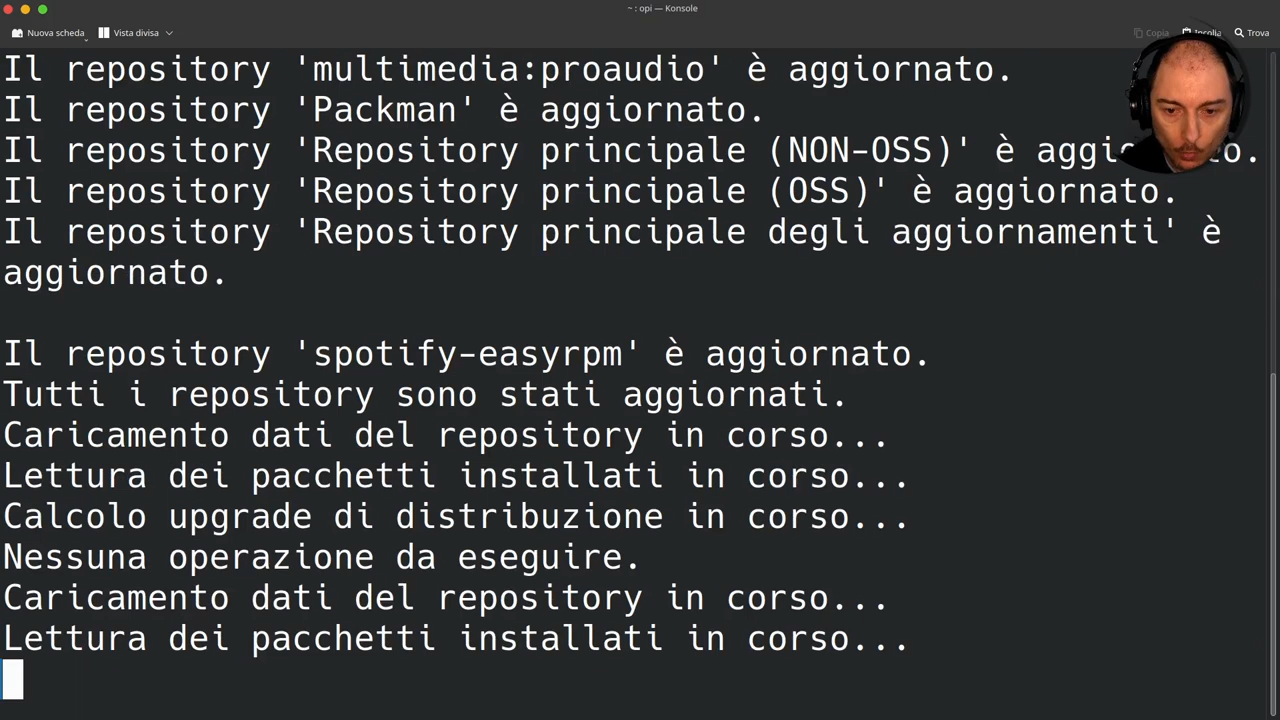 ~ : opi — Konsole
Nuova scheda
Vista divisa
Copia
Incolla
Trova
Il repository 'multimedia:proaudio' è aggiornato.
Il repository 'Packman' è aggiornato.
Il repository 'Repository principale (NON-OSS)' è
Il repository 'Repository principale (OSS)' è aggiornato.
Il repository 'Repository principale degli aggiornamenti' è
aggiornato.
Il repository 'spotify-easyrpm' è aggiornato.
Tutti i repository sono stati aggiornati.
Caricamento dati del repository in corso...
Lettura dei pacchetti installati in corso...
Calcolo upgrade di distribuzione in corso...
Nessuna operazione da eseguire.
Caricamento dati del repository in corso...
Lettura dei pacchetti installati in corso...